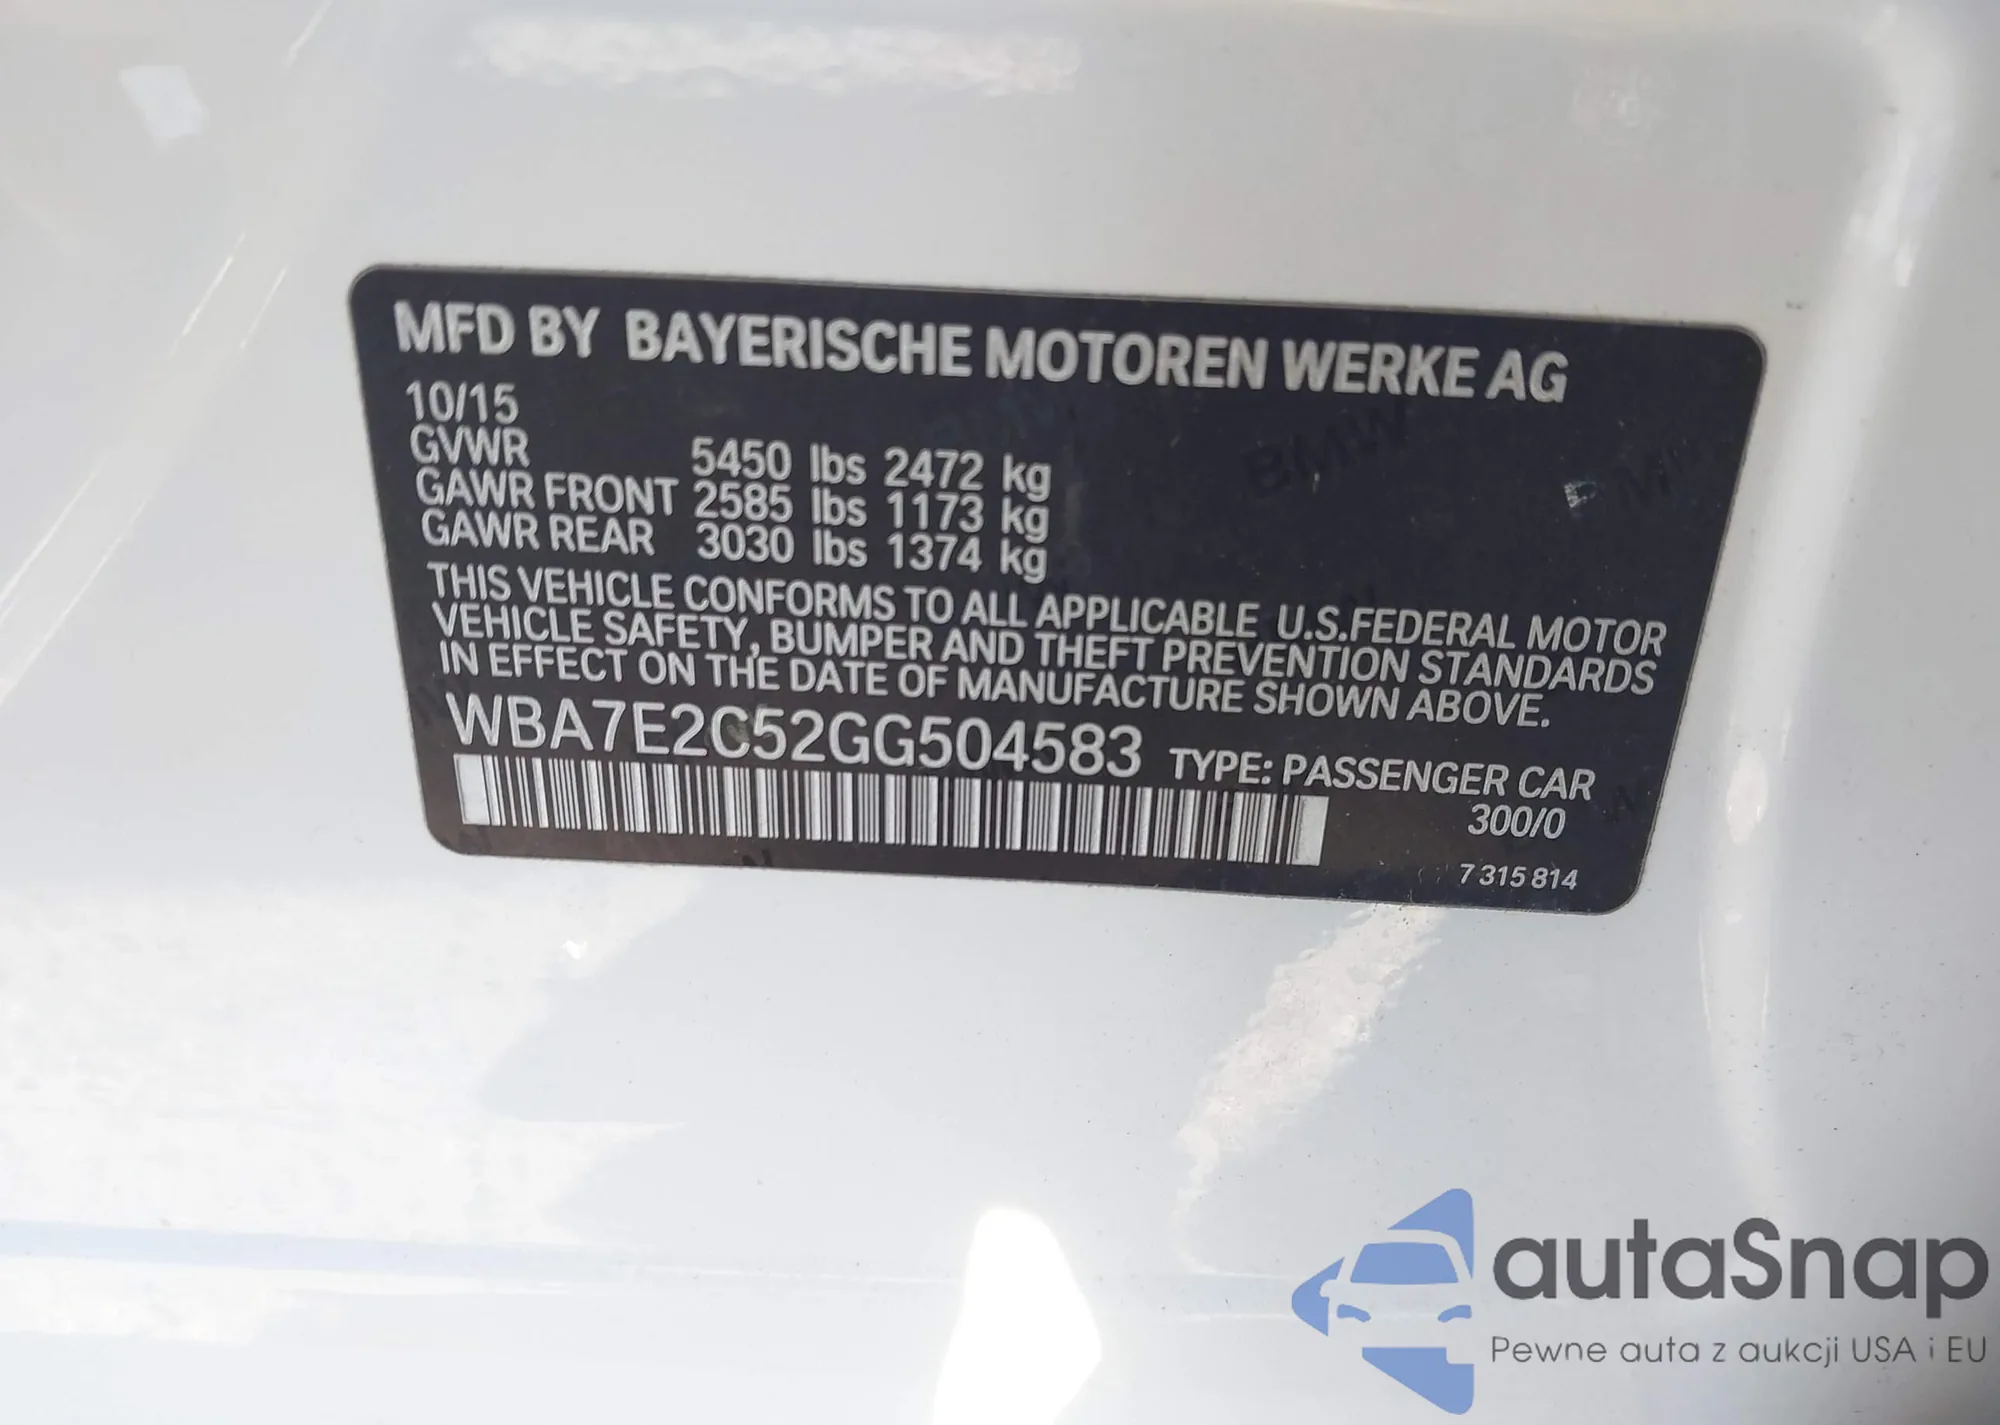 MFD BY BAYERISCHE MOTOREN WERKE AG
10/15
GVWR 5450 lbs 2472 kg
GAWR FRONT 2585 lbs 1173 kg
GAWR REAR 3030 lbs 1374 kg
THIS VEHICLE CONFORMS TO ALL APPLICABLE U.S.FEDERAL MOTOR
VEHICLE SAFETY, BUMPER AND THEFT PREVENTION STANDARDS
IN EFFECT ON THE DATE OF MANUFACTURE SHOWN ABOVE.
WBA7E2C52GG504583 TYPE: PASSENGER CAR
300/0
7 315 814
autaSnap
Pewne auta z aukcji USA i EU